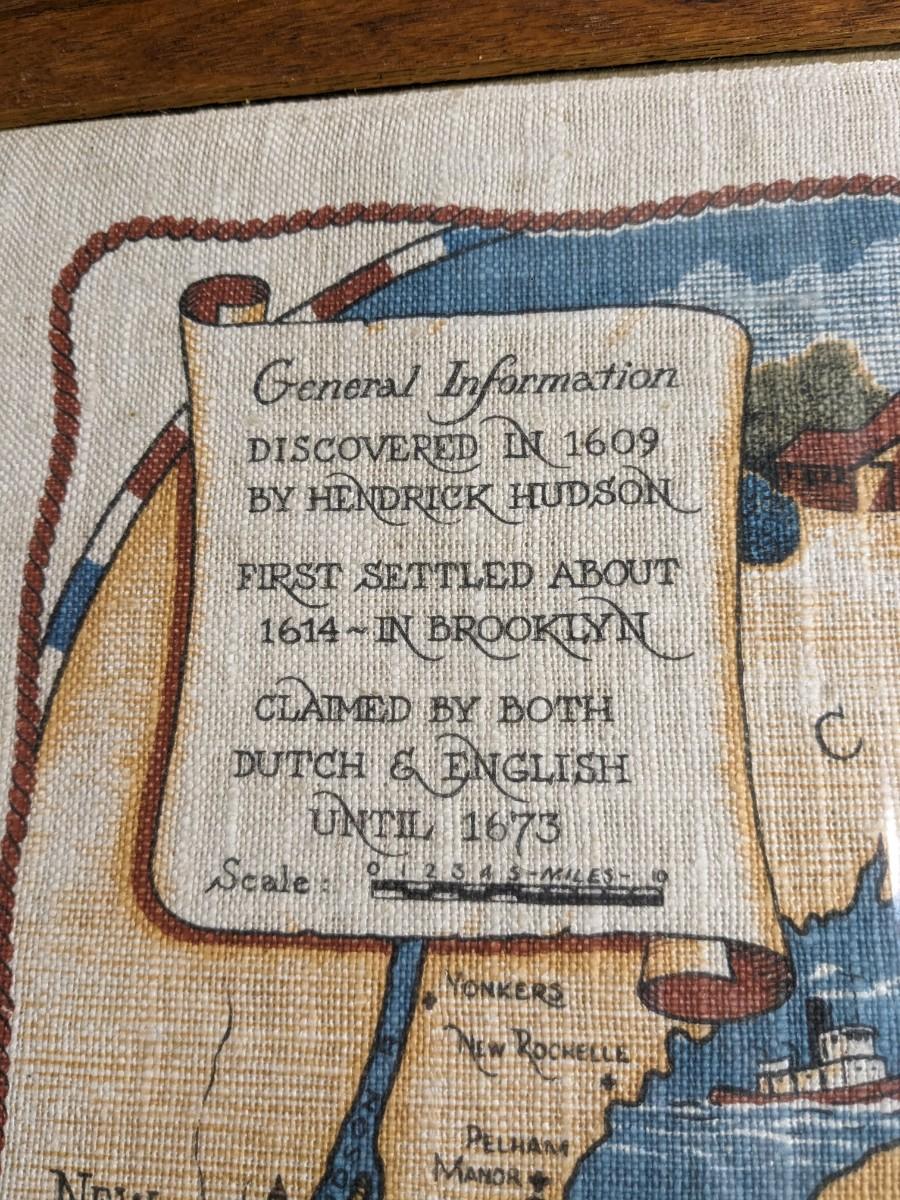 General Information
DISCOVERED IN 1609
BY HENDRICK HUDSON
FIRST SETTLED ABOUT
1614~IN BROOKLYN
CLAIMED BY BOTH
DUTCH & ENGLISH
UNTIL 1673
Scale: 0 1 2 3 4 5-MILES-10
C
YONKERS
NEW ROCHELLE
PELHAM
MANOR
NEW